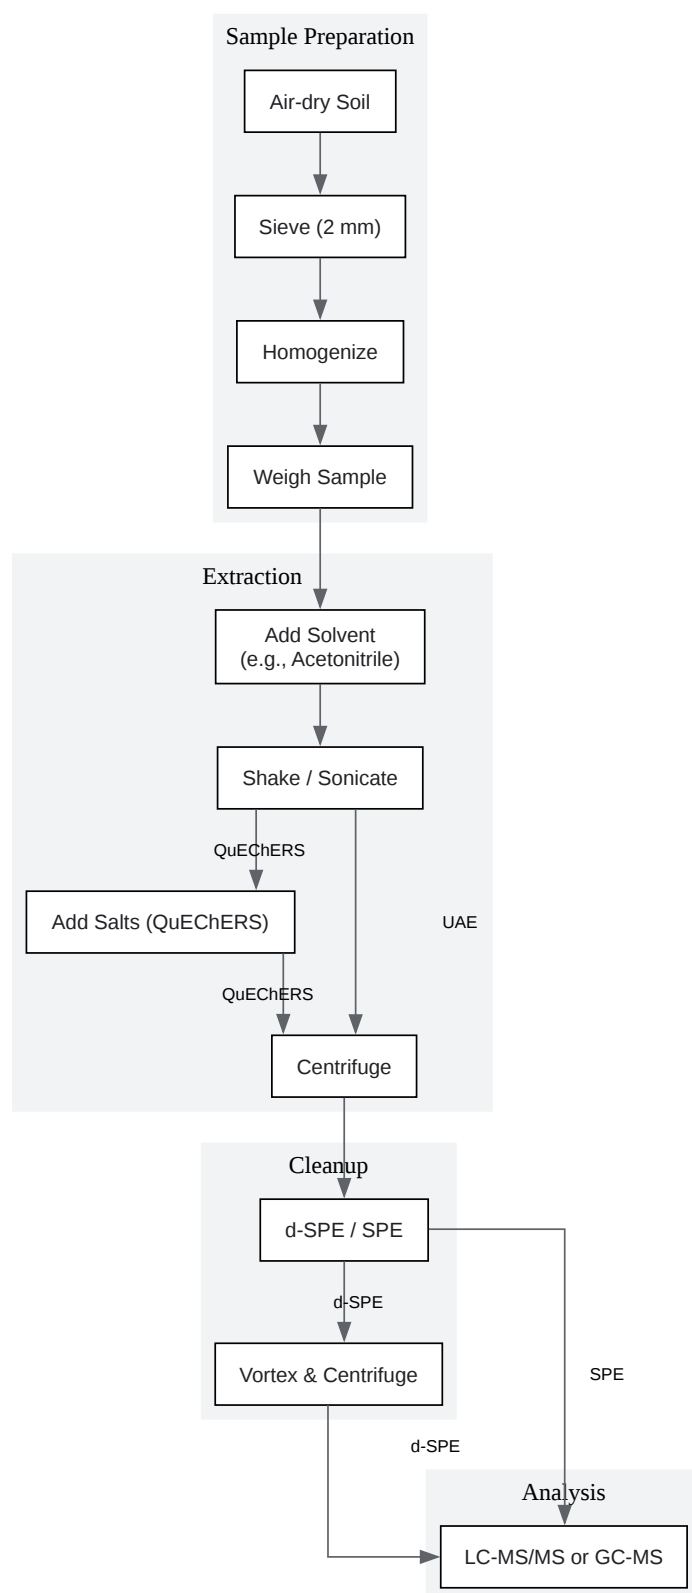 Sample Preparation
Air-dry Soil
Sieve (2 mm)
Homogenize
Weigh Sample
Extraction
Add Solvent
(e.g., Acetonitrile)
Shake / Sonicate
QuEChERS
Add Salts (QuEChERS)
UAE
QuEChERS
Centrifuge
Cleanup
d-SPE / SPE
d-SPE
Vortex & Centrifuge
SPE
d-SPE
Analysis
LC-MS/MS or GC-MS